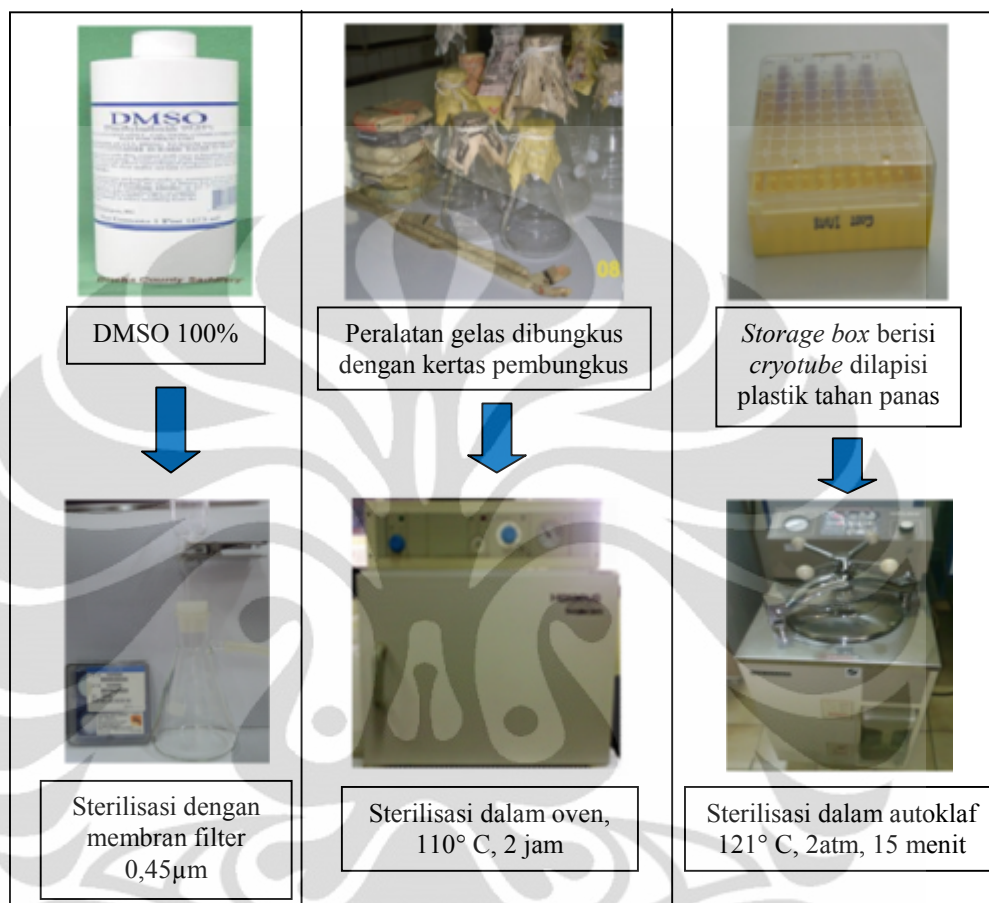 DMSO
DMSO 100%
Sterilisasi dengan
membran filter
0,45µm
08
Peralatan gelas dibungkus
dengan kertas pembungkus
Sterilisasi dalam oven,
110° C, 2 jam
Storage box berisi
cryotube dilapisi
plastik tahan panas
Sterilisasi dalam autoklaf
121° C, 2atm, 15 menit